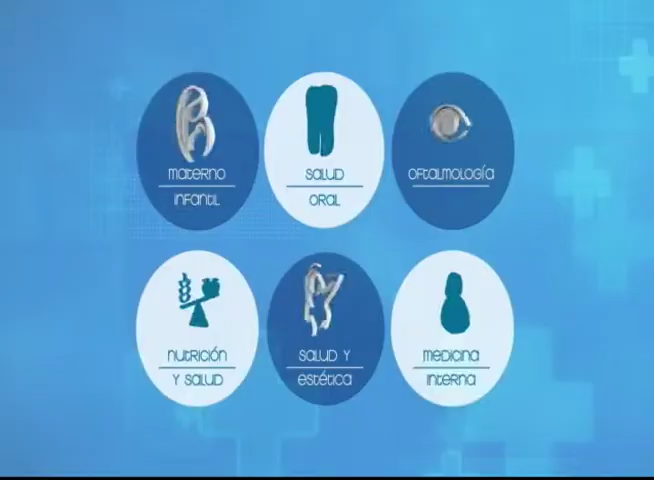 materno
infantil
salud
oral
oftalmología
nutrición
y salud
salud y
estética
medicina
interna